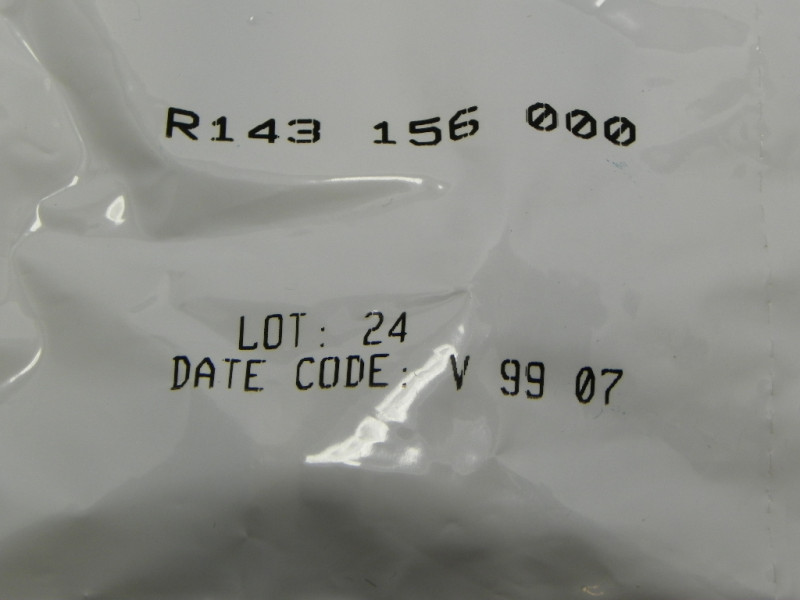 R143 156 000
LOT: 24
DATE CODE: V 99 07